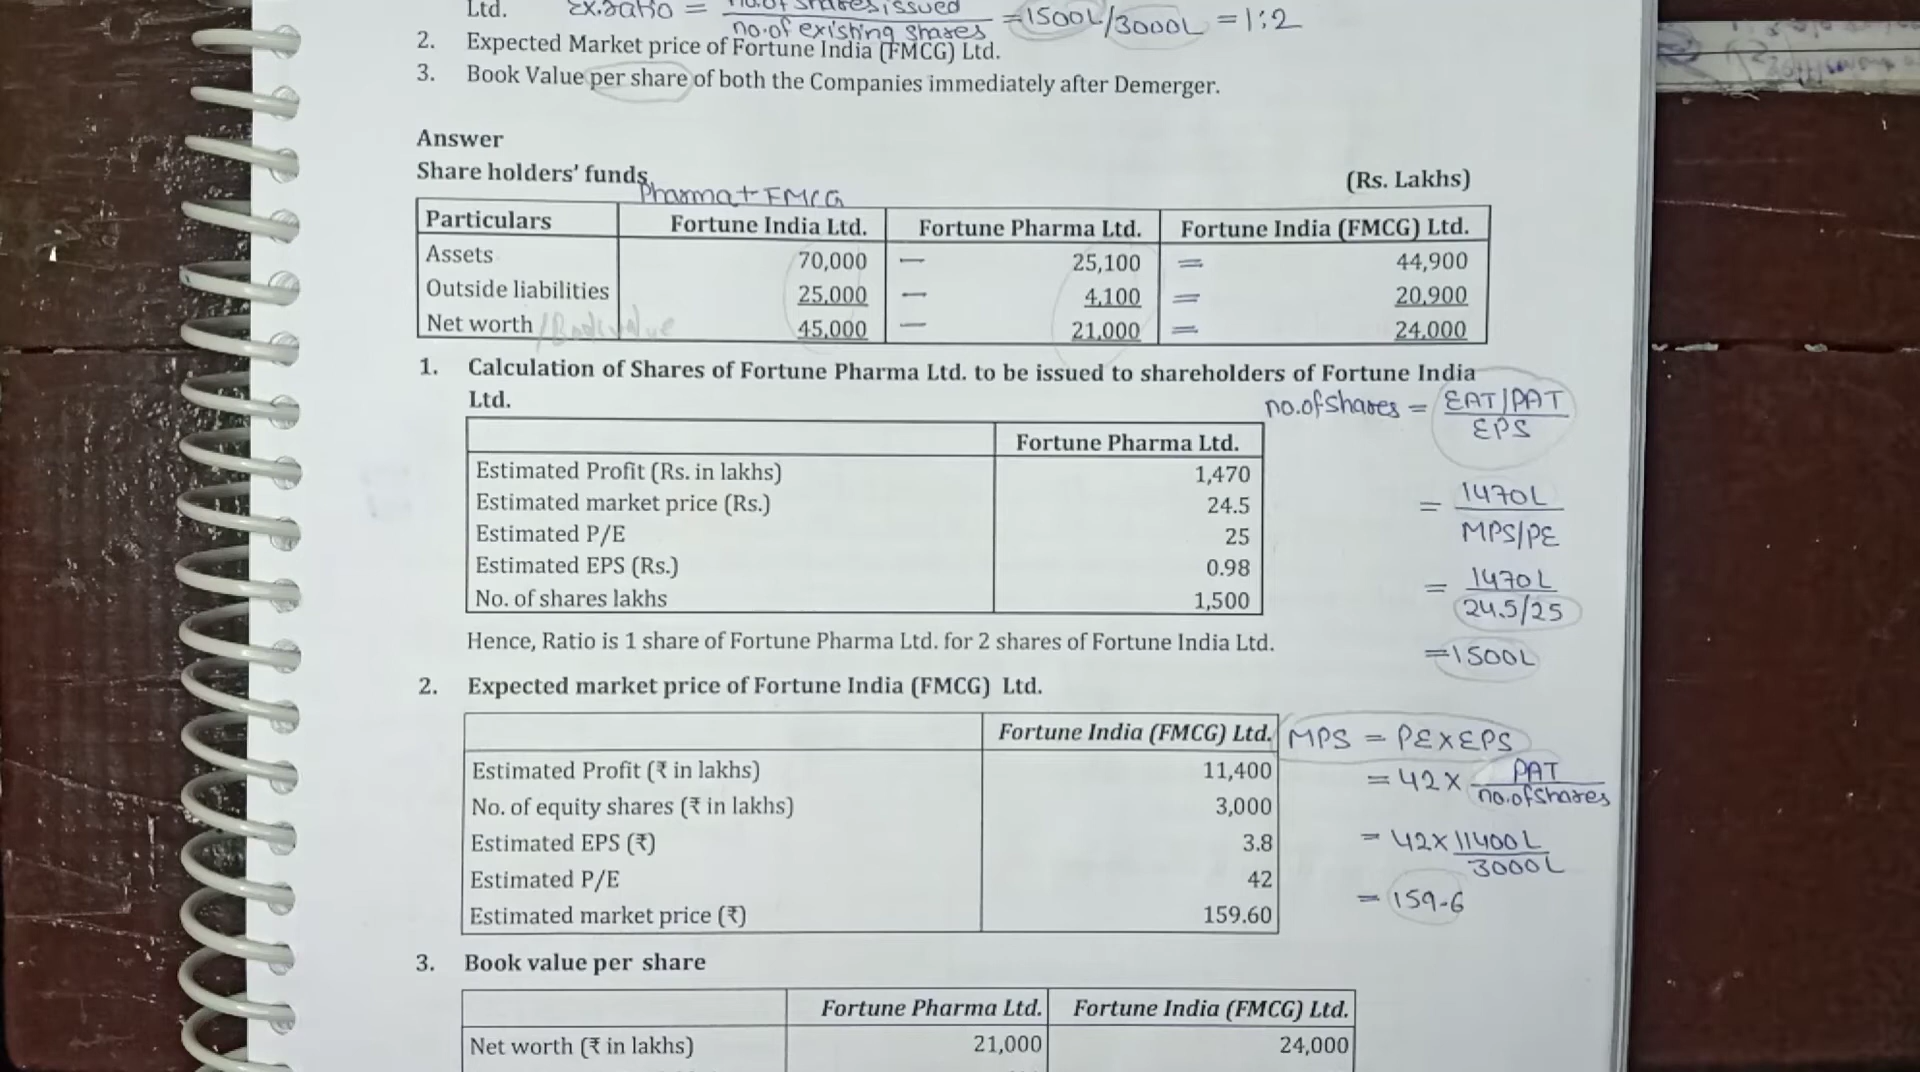 Ltd. Ex.ratio = no.of shares issued / no.of existing shares = 1500L/3000L = 1:2
2. Expected Market price of Fortune India (FMCG) Ltd.
3. Book Value per share of both the Companies immediately after Demerger.
Answer
Share holders' funds (Rs. Lakhs)
Pharma + FMCG
Particulars Fortune India Ltd. Fortune Pharma Ltd. Fortune India (FMCG) Ltd.
Assets 70,000 — 25,100 = 44,900
Outside liabilities 25,000 — 4,100 = 20,900
Net worth /Book value 45,000 — 21,000 = 24,000
1. Calculation of Shares of Fortune Pharma Ltd. to be issued to shareholders of Fortune India
Ltd. no.of shares = EAT/PAT
EPS
Fortune Pharma Ltd.
Estimated Profit (Rs. in lakhs) 1,470
= 1470L
MPS/PE
Estimated market price (Rs.) 24.5
Estimated P/E 25
Estimated EPS (Rs.) 0.98
= 1470L
24.5/25
No. of shares lakhs 1,500
Hence, Ratio is 1 share of Fortune Pharma Ltd. for 2 shares of Fortune India Ltd. =1500L
2. Expected market price of Fortune India (FMCG) Ltd.
Fortune India (FMCG) Ltd. MPS = PE×EPS
Estimated Profit (₹ in lakhs) 11,400 = 42× PAT
no.of shares
No. of equity shares (₹ in lakhs) 3,000
Estimated EPS (₹) 3.8 = 42×11400L
3000L
Estimated P/E 42
Estimated market price (₹) 159.60 = 159.6
3. Book value per share
Fortune Pharma Ltd. Fortune India (FMCG) Ltd.
Net worth (₹ in lakhs) 21,000 24,000